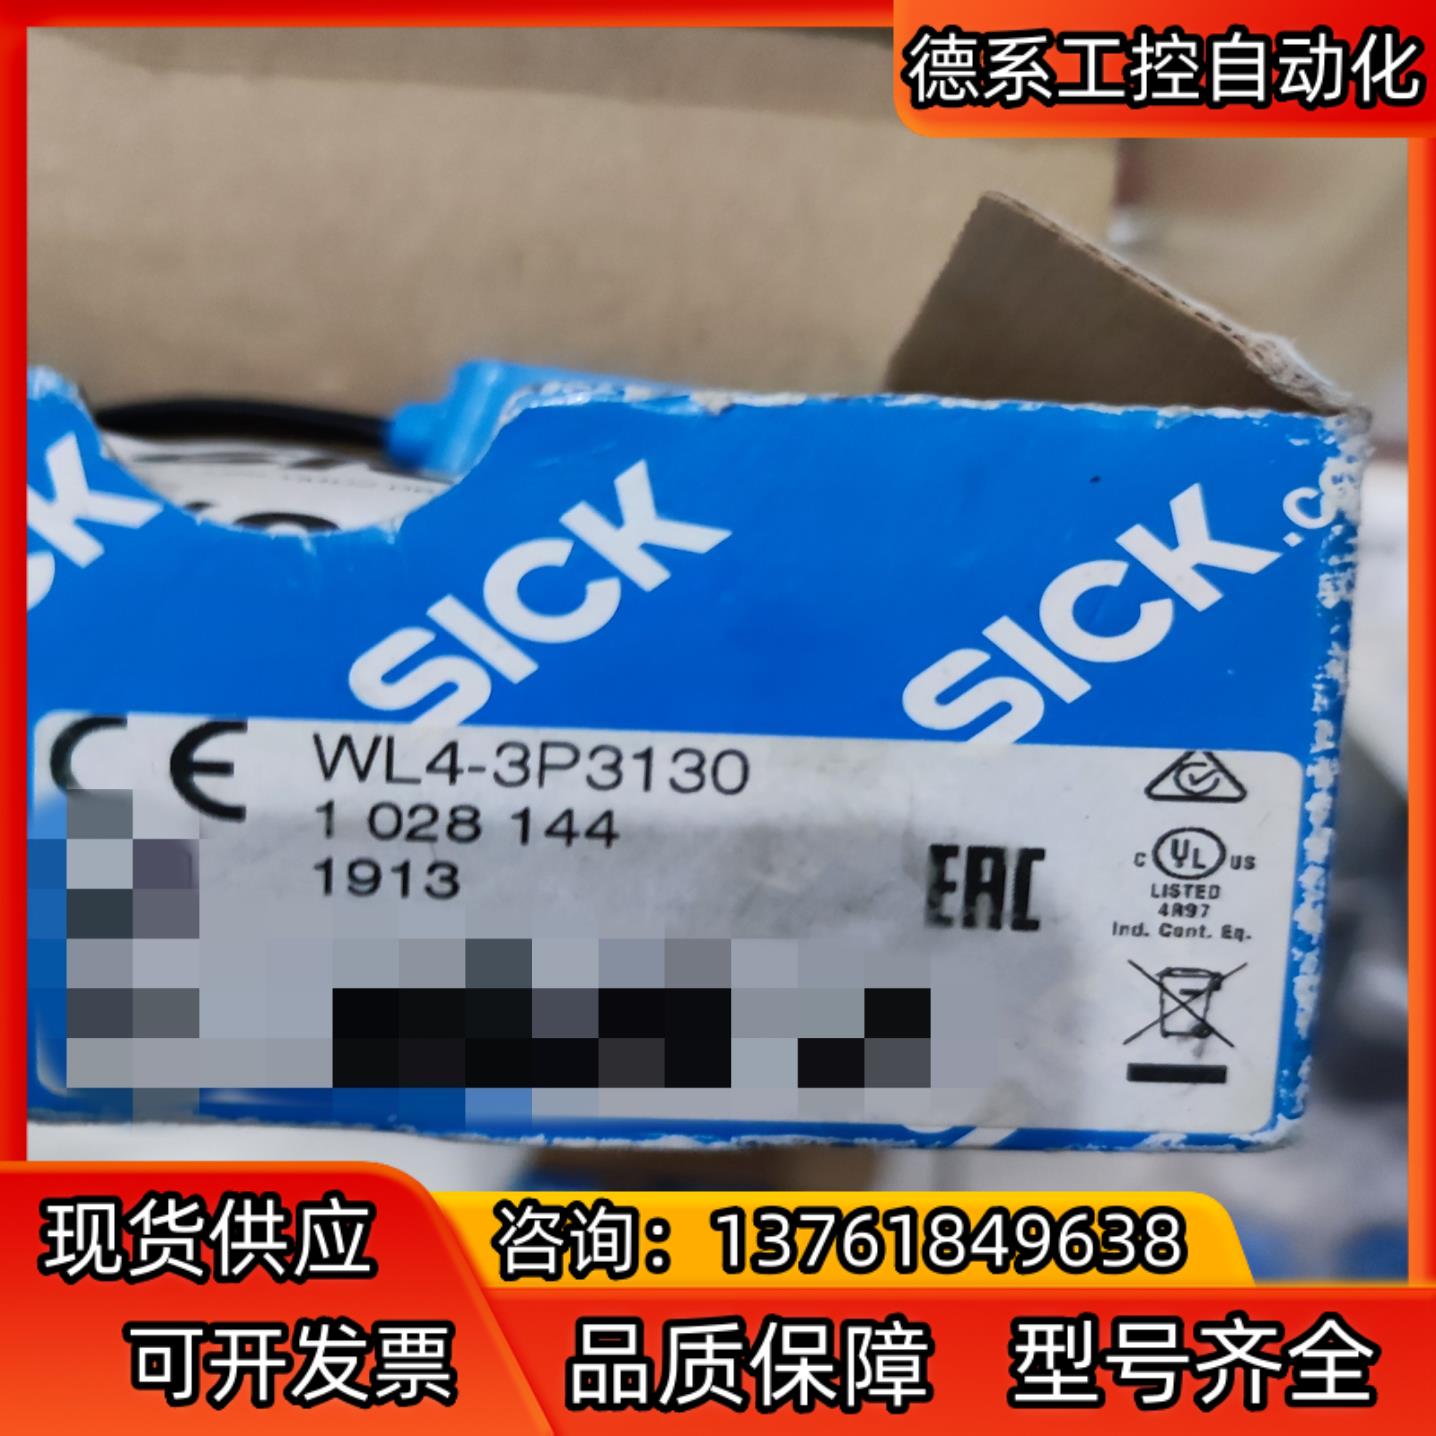 德系工控自动化
SICK
SICK
WL4-3P3130
1 028 144
1913
EAC
C UL US
LISTED
4A97
Ind. Cont. Eq.
现货供应
咨询：13761849638
可开发票
品质保障
型号齐全